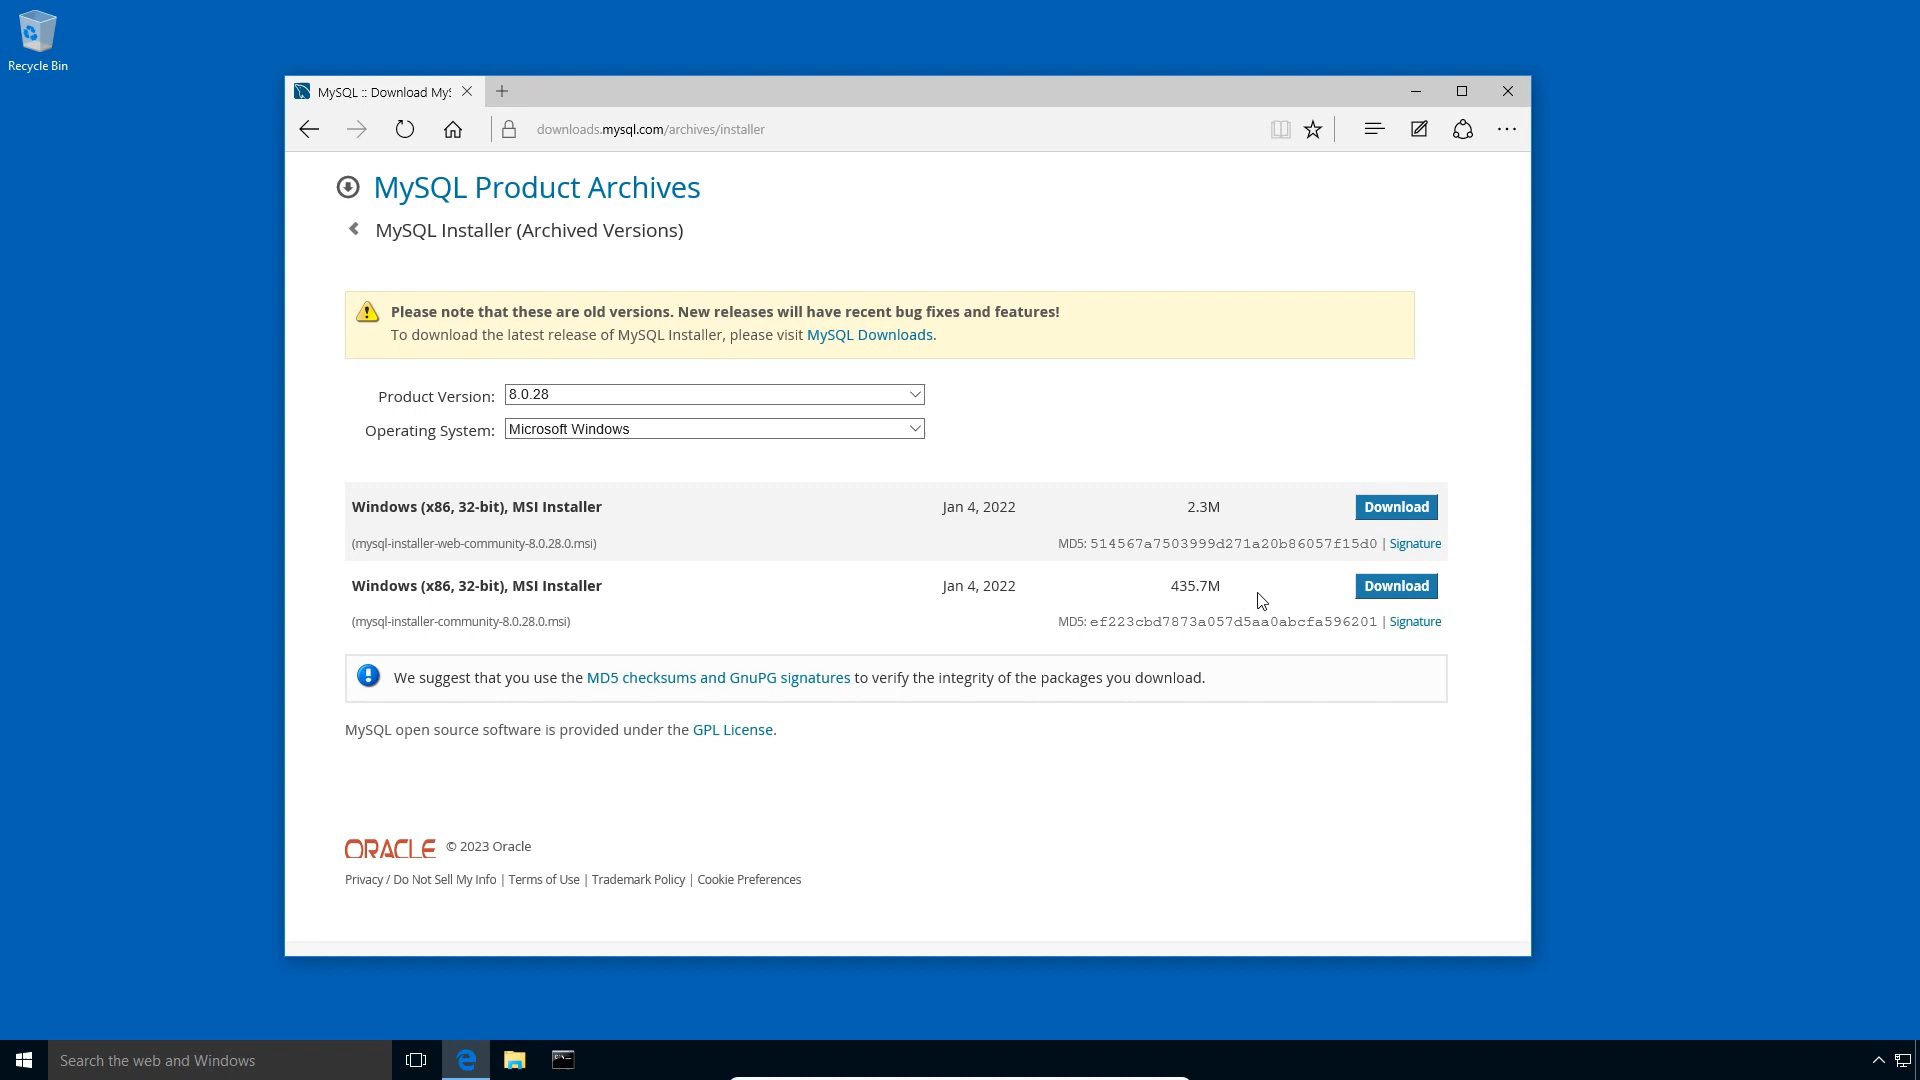 Recycle Bin
MySQL :: Download MyS
downloads.mysql.com/archives/installer
MySQL Product Archives
MySQL Installer (Archived Versions)
Please note that these are old versions. New releases will have recent bug fixes and features!
To download the latest release of MySQL Installer, please visit MySQL Downloads.
Product Version: 8.0.28
Operating System: Microsoft Windows
Windows (x86, 32-bit), MSI Installer Jan 4, 2022 2.3M Download
(mysql-installer-web-community-8.0.28.0.msi) MD5: 514567a7503999d271a20b86057f15d0 | Signature
Windows (x86, 32-bit), MSI Installer Jan 4, 2022 435.7M Download
(mysql-installer-community-8.0.28.0.msi) MD5: ef223cbd7873a057d5aa0abcfa596201 | Signature
We suggest that you use the MD5 checksums and GnuPG signatures to verify the integrity of the packages you download.
MySQL open source software is provided under the GPL License.
ORACLE © 2023 Oracle
Privacy / Do Not Sell My Info | Terms of Use | Trademark Policy | Cookie Preferences
Search the web and Windows